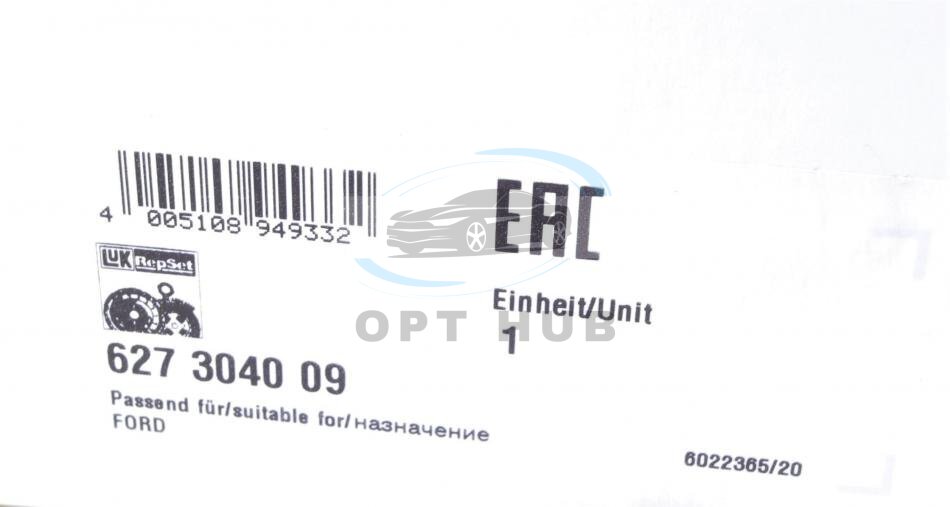 4 005108 949332
EAC
LUK RepSet
Einheit/Unit
1
OPT HUB
627 3040 09
Passend für/suitable for/назначение
FORD
6022365/20